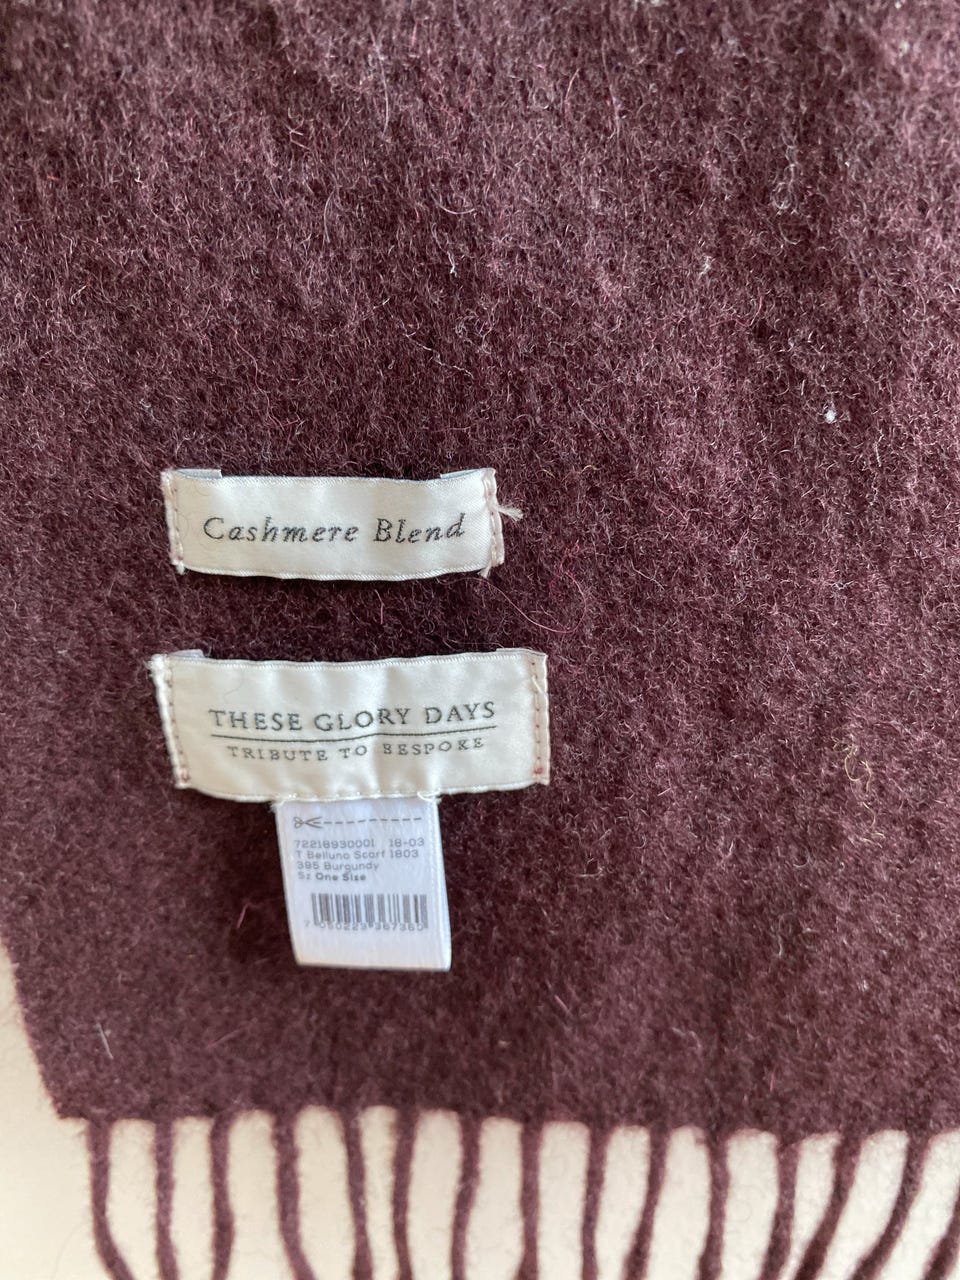 Cashmere Blend
THESE GLORY DAYS
TRIBUTE TO BESPOKE
72218930001 18-03
T Belluno Scarf 1803
395 Burgundy
Sz One Size